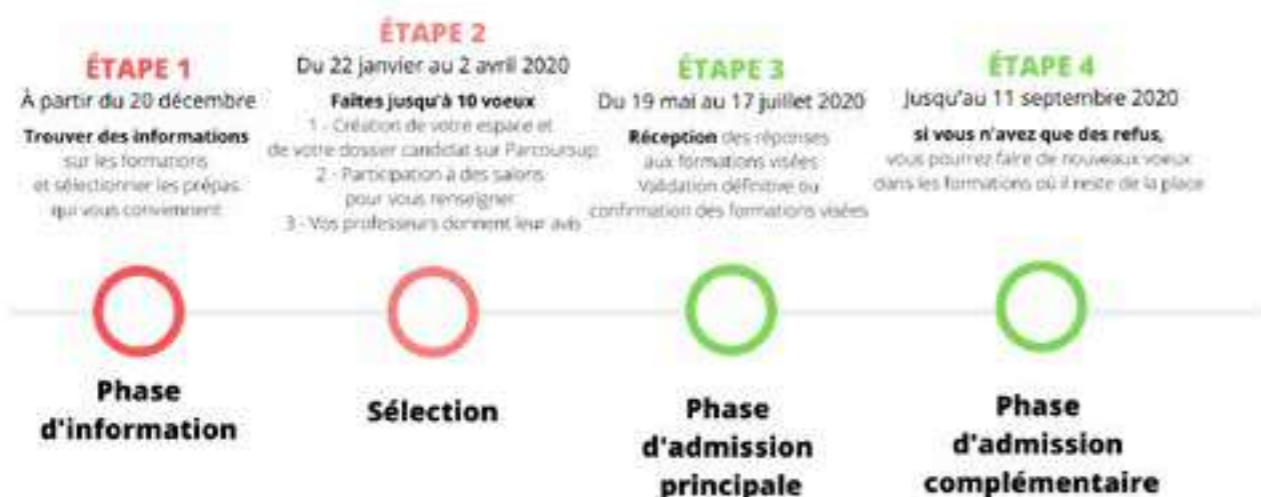 ÉTAPE 1
À partir du 20 décembre
Trouver des informations
sur les formations
et sélectionner les prépas
qui vous conviennent
Phase
d'information
ÉTAPE 2
Du 22 janvier au 2 avril 2020
Faites jusqu'à 10 voeux
1 - Création de votre espace et
de votre dossier candidat sur Parcoursup
2 - Participation à des salons
pour vous renseigner
3 - Vos professeurs donnent leur avis
Sélection
ÉTAPE 3
Du 19 mai au 17 juillet 2020
Réception des réponses
aux formations visées
Validation définitive ou
confirmation des formations visées
Phase
d'admission
principale
ÉTAPE 4
Jusqu'au 11 septembre 2020
si vous n'avez que des refus,
vous pourrez faire de nouveaux voeux
dans les formations où il reste de la place
Phase
d'admission
complémentaire